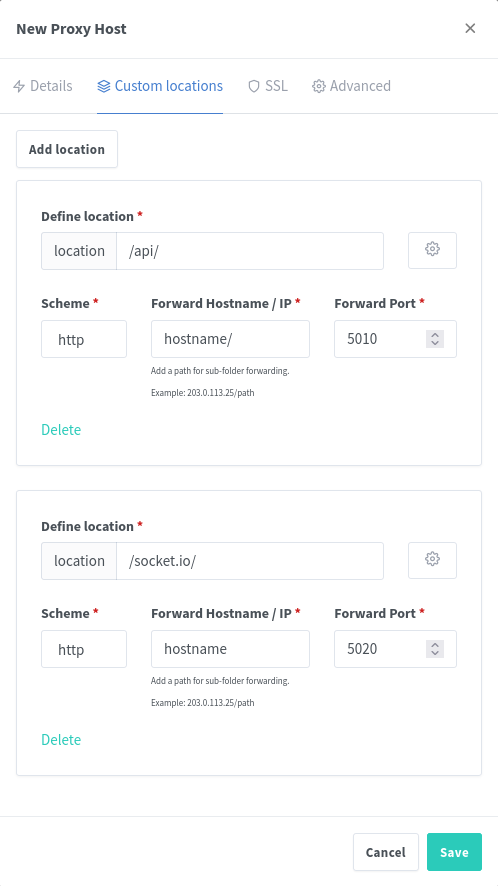 New Proxy Host
Details Custom locations SSL Advanced
Add location
Define location *
location /api/
Scheme * Forward Hostname / IP * Forward Port *
http hostname/ 5010
Add a path for sub-folder forwarding.
Example: 203.0.113.25/path
Delete
Define location *
location /socket.io/
Scheme * Forward Hostname / IP * Forward Port *
http hostname 5020
Add a path for sub-folder forwarding.
Example: 203.0.113.25/path
Delete
Cancel Save